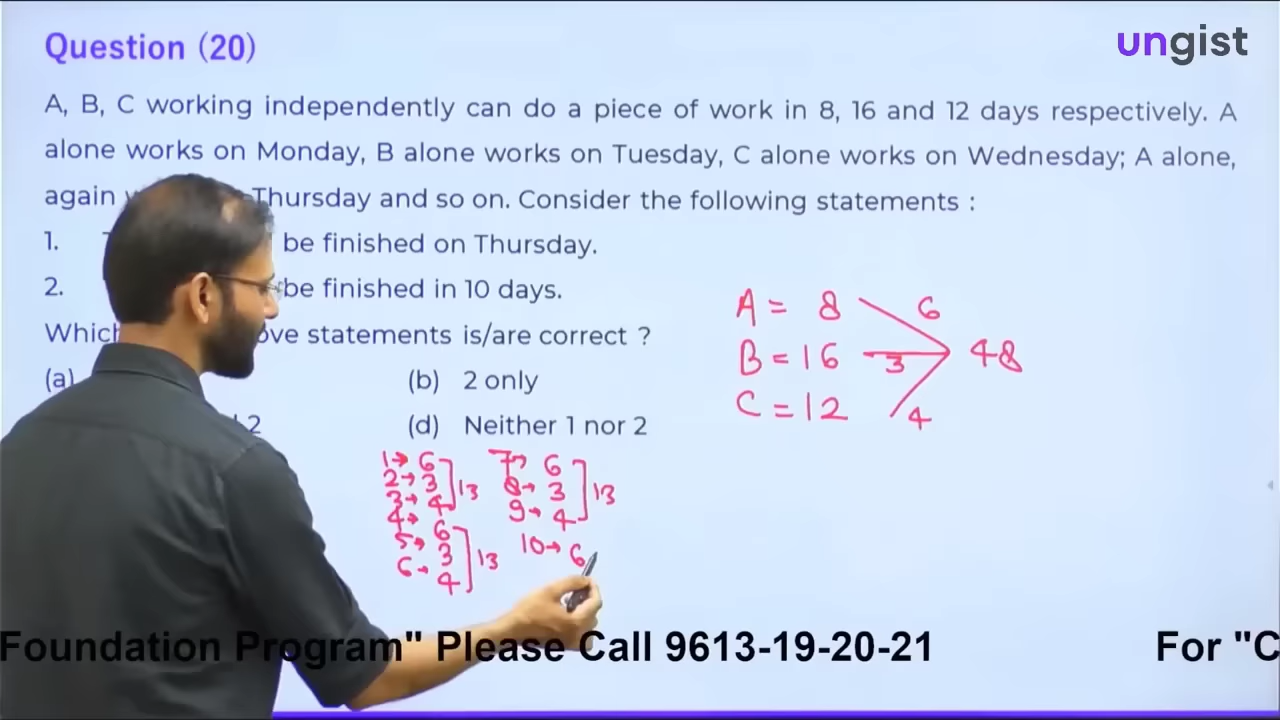 Question (20)
ungist
A, B, C working independently can do a piece of work in 8, 16 and 12 days respectively. A
alone works on Monday, B alone works on Tuesday, C alone works on Wednesday; A alone,
again Thursday and so on. Consider the following statements :
1. be finished on Thursday.
2. be finished in 10 days.
Which statements is/are correct ?
(a) (b) 2 only
2 (d) Neither 1 nor 2
A = 8 6
B = 16 3 48
C = 12 4
1→ 6
2→ 3 13
3→ 4
4→ 6
5→ 3 13
6→ 4
7→ 6
8→ 3 13
9→ 4
10→ 6
Foundation Program" Please Call 9613-19-20-21 For "C